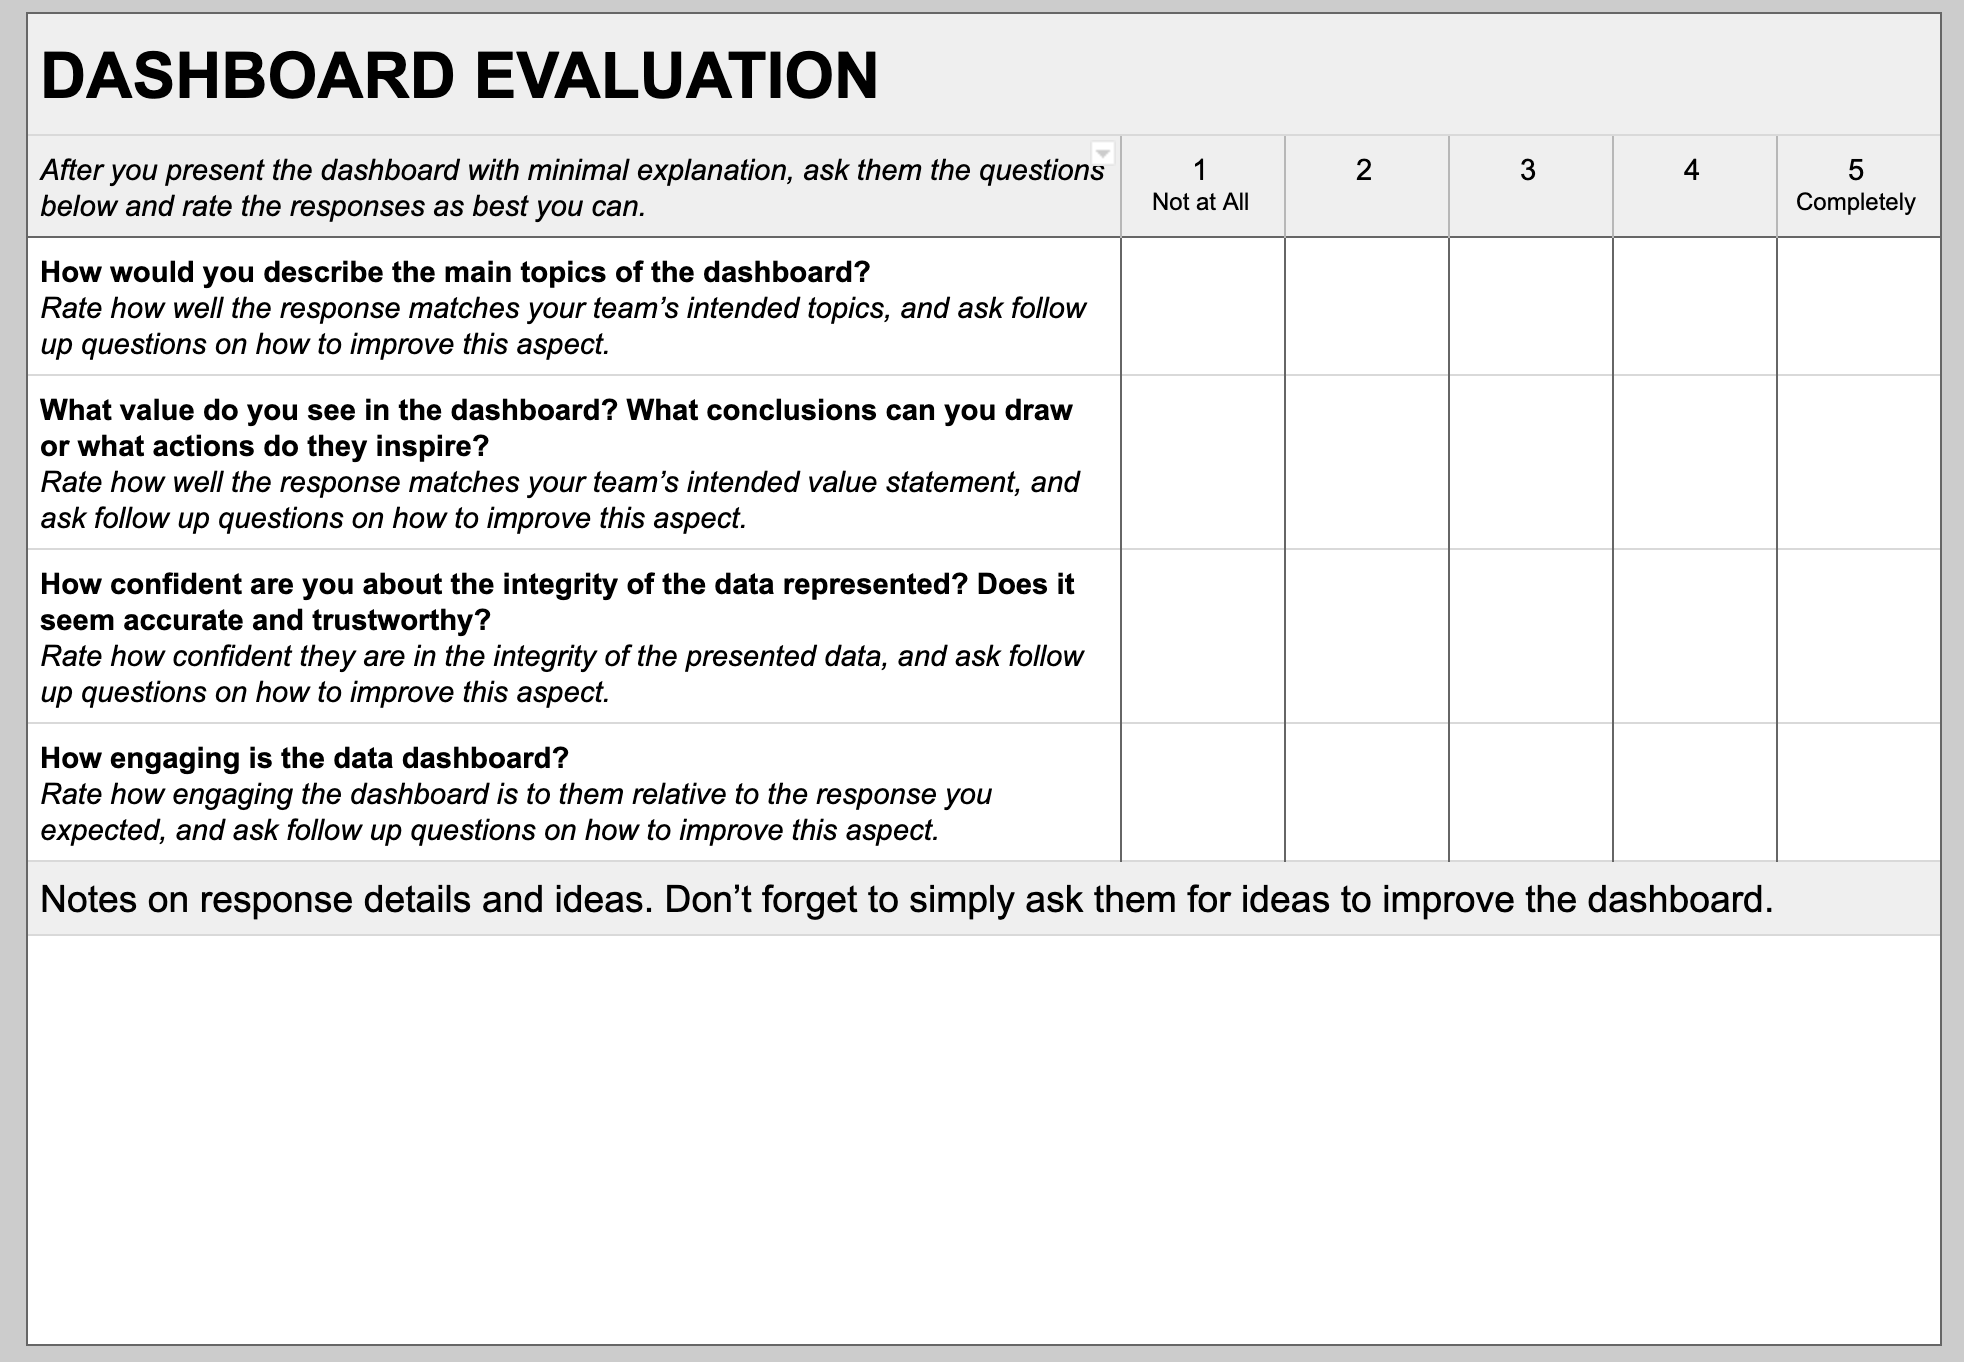 DASHBOARD EVALUATION
After you present the dashboard with minimal explanation, ask them the questions
below and rate the responses as best you can.
1
Not at All
2
3
4
5
Completely
How would you describe the main topics of the dashboard?
Rate how well the response matches your team’s intended topics, and ask follow
up questions on how to improve this aspect.
What value do you see in the dashboard? What conclusions can you draw
or what actions do they inspire?
Rate how well the response matches your team’s intended value statement, and
ask follow up questions on how to improve this aspect.
How confident are you about the integrity of the data represented? Does it
seem accurate and trustworthy?
Rate how confident they are in the integrity of the presented data, and ask follow
up questions on how to improve this aspect.
How engaging is the data dashboard?
Rate how engaging the dashboard is to them relative to the response you
expected, and ask follow up questions on how to improve this aspect.
Notes on response details and ideas. Don’t forget to simply ask them for ideas to improve the dashboard.